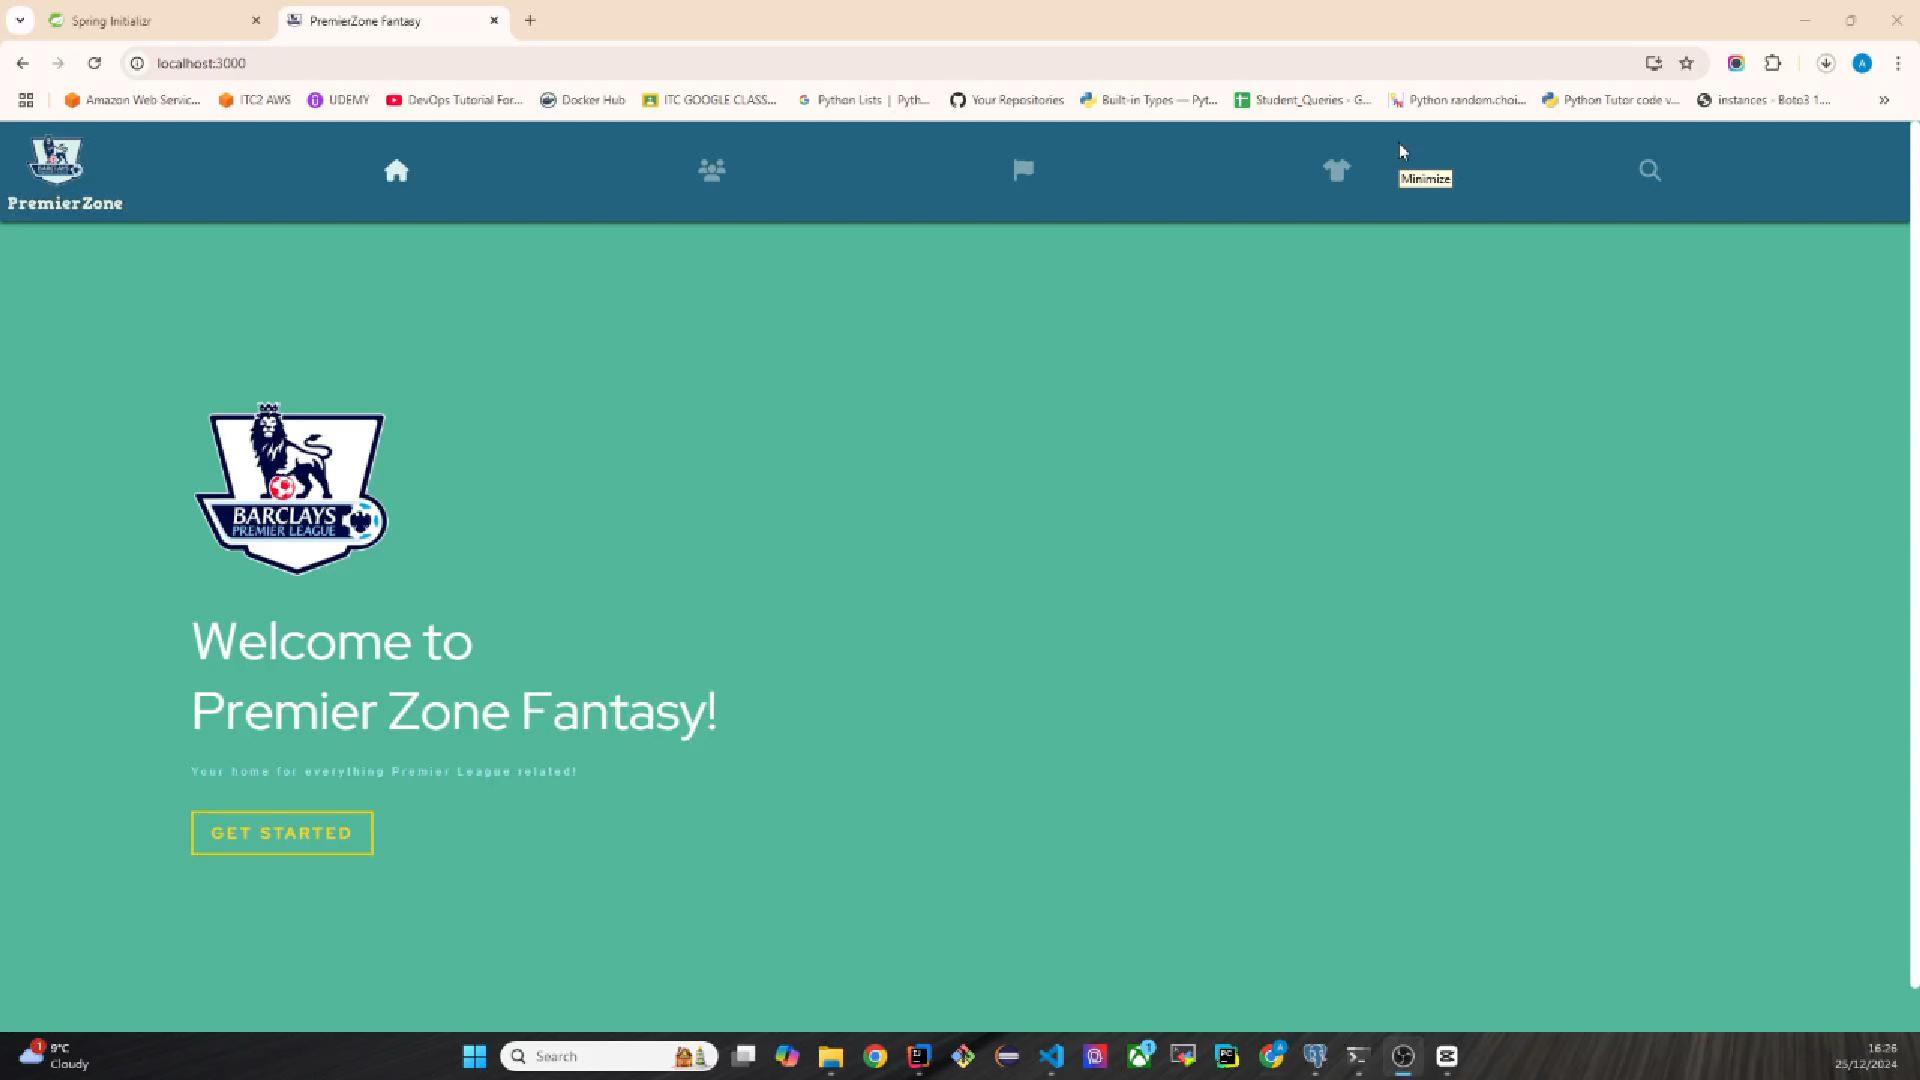 Spring Initializr
PremierZone Fantasy
localhost:3000
Amazon Web Servic...
ITC2 AWS
UDEMY
DevOps Tutorial For...
Docker Hub
ITC GOOGLE CLASS...
Python Lists | Pyth...
Your Repositories
Built-in Types — Pyt...
Student_Queries - G...
Python random.choi...
Python Tutor code v...
instances - Boto3 1....
PremierZone
Minimize
BARCLAYS
PREMIER LEAGUE
Welcome to
Premier Zone Fantasy!
Your home for everything Premier League related!
GET STARTED
1
9°C
Cloudy
Search
16:26
25/12/2024